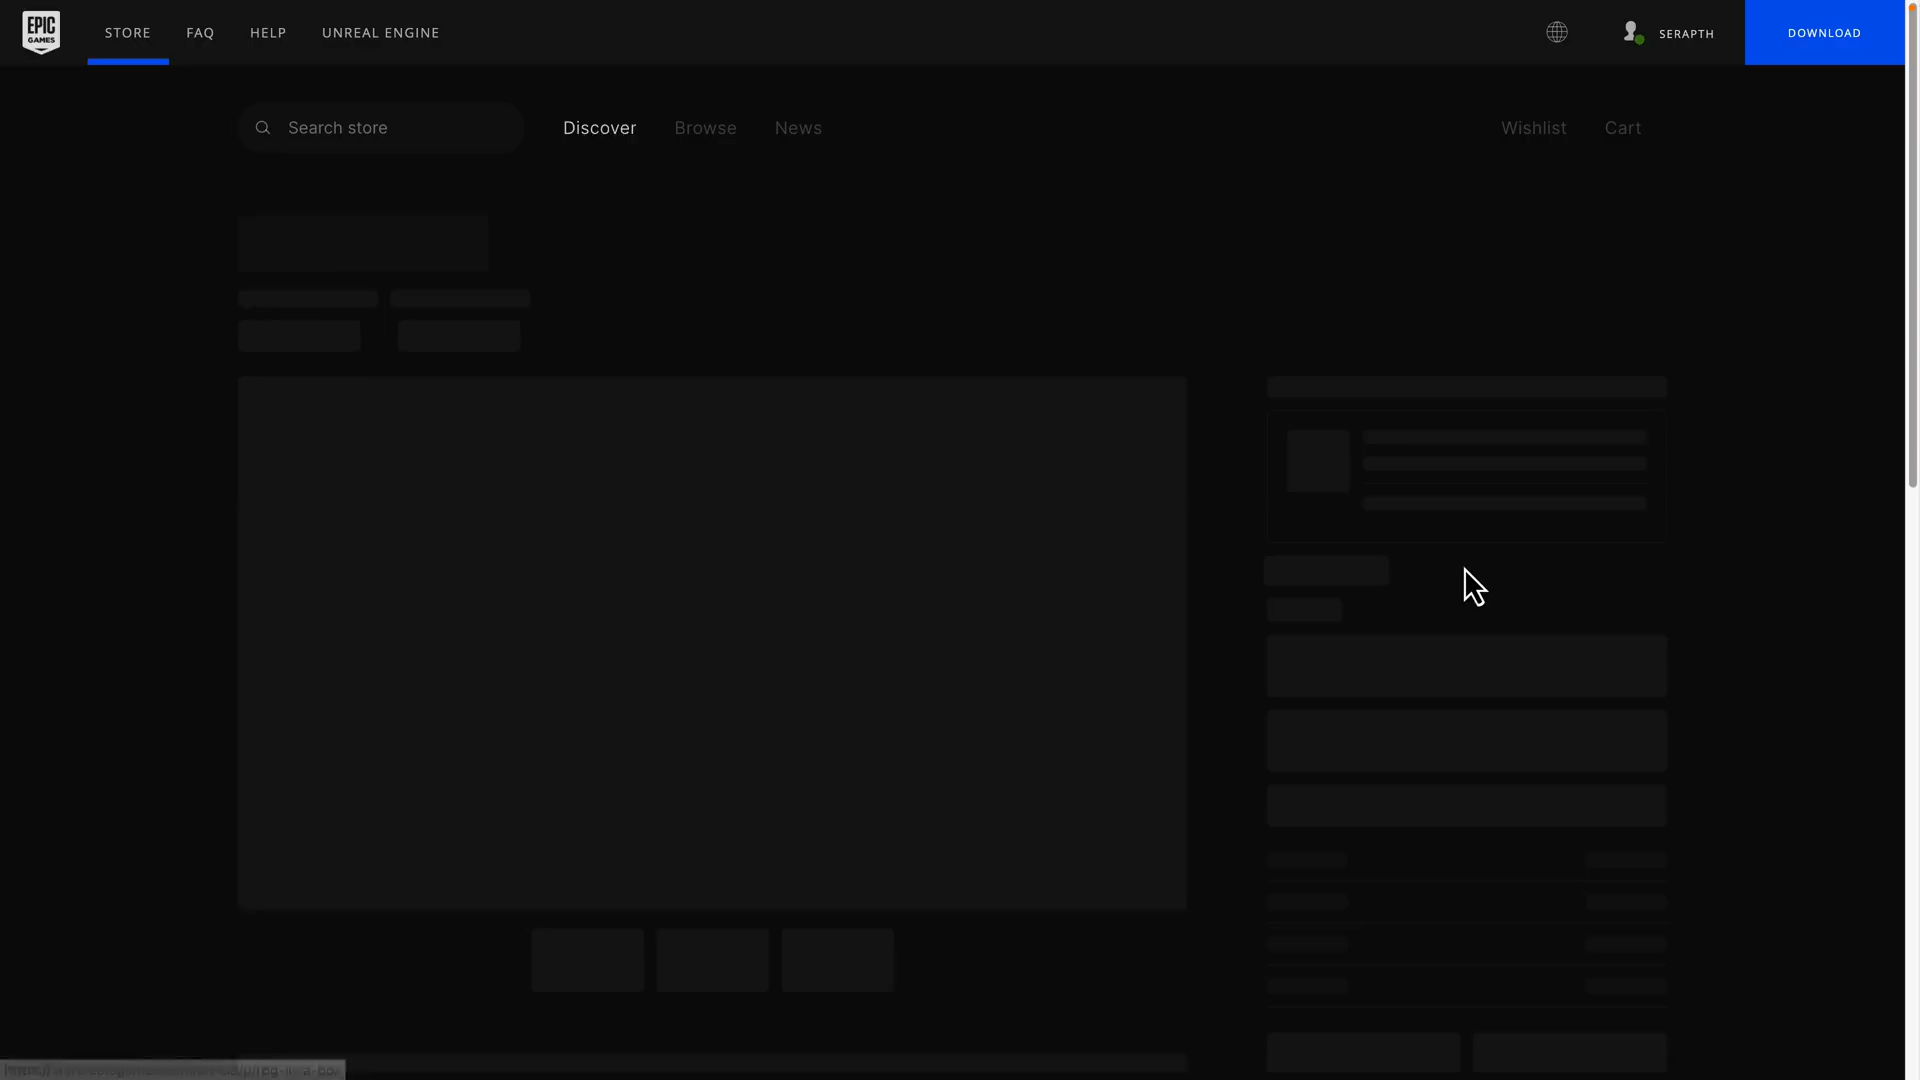 EPIC
GAMES
STORE
FAQ
HELP
UNREAL ENGINE
SERAPTH
DOWNLOAD
Search store
Discover
Browse
News
Wishlist
Cart